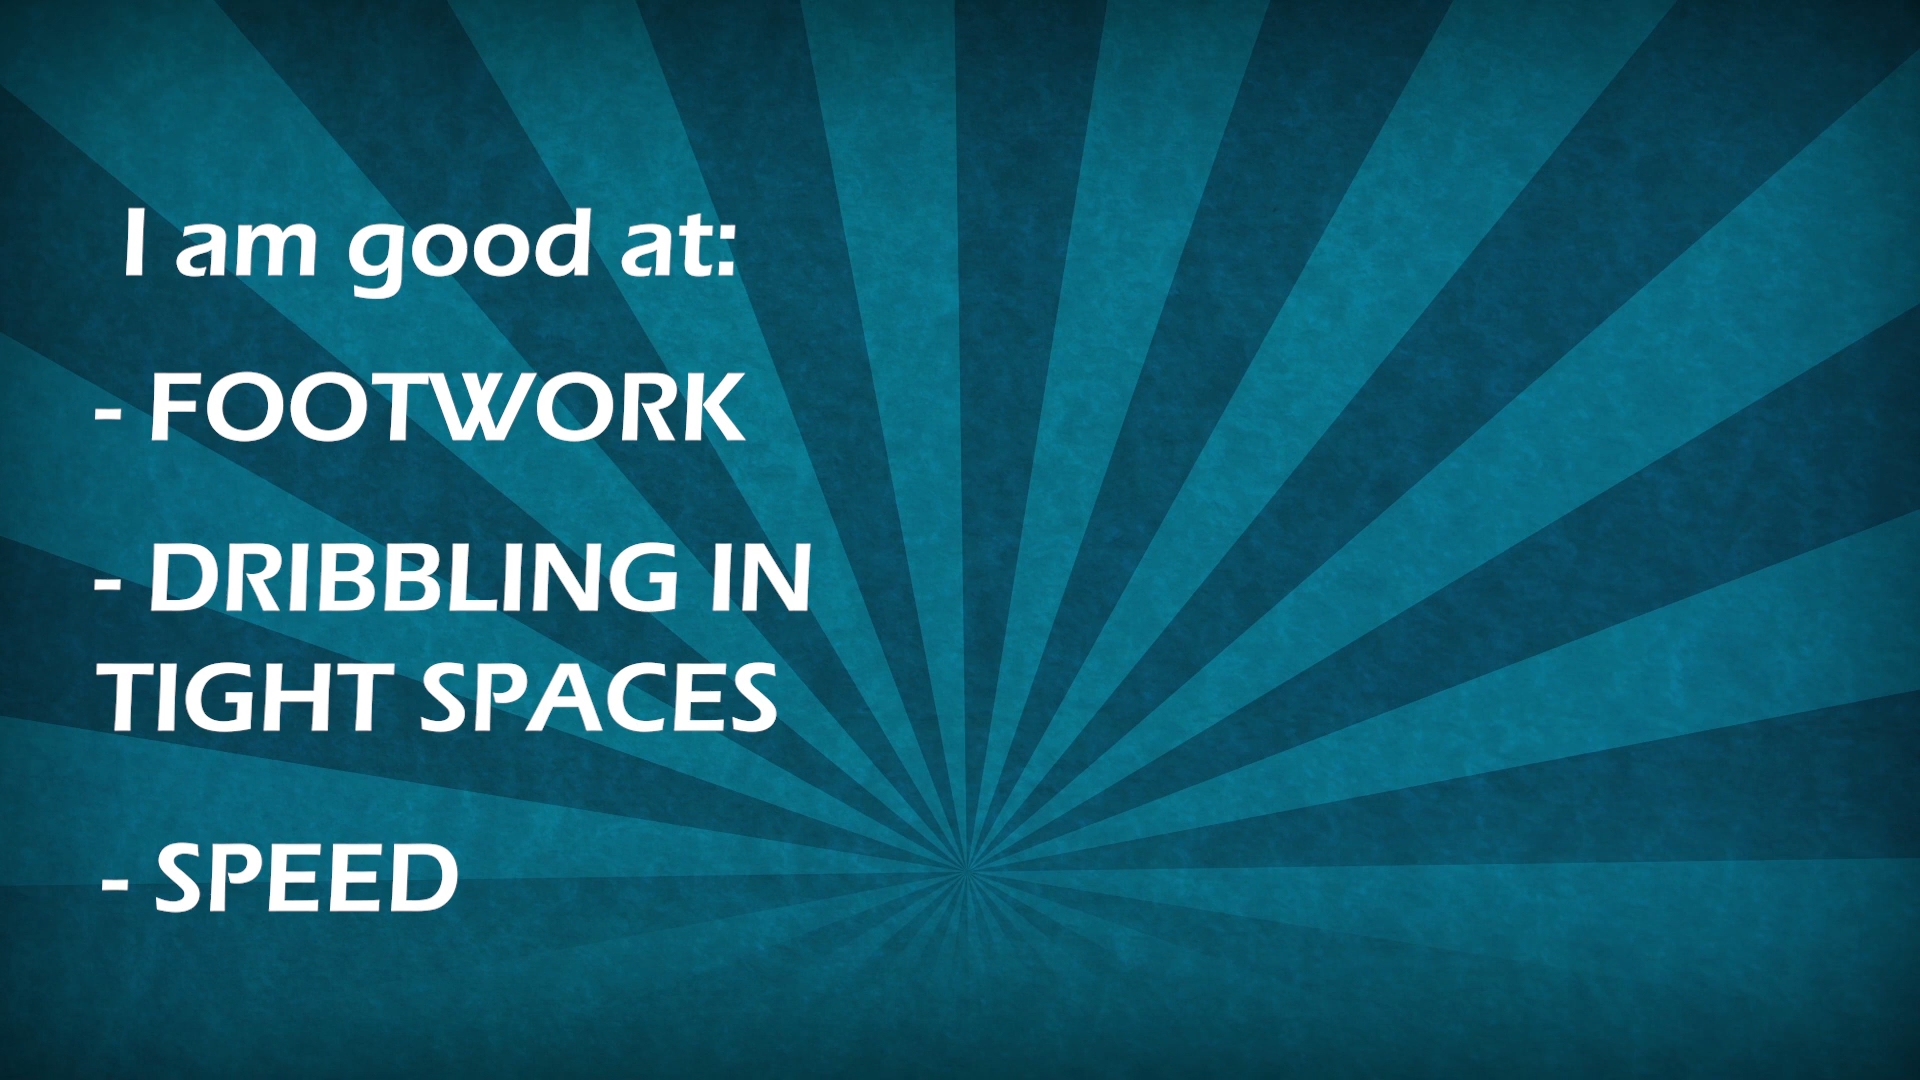 I am good at:
- FOOTWORK
- DRIBBLING IN
TIGHT SPACES
- SPEED